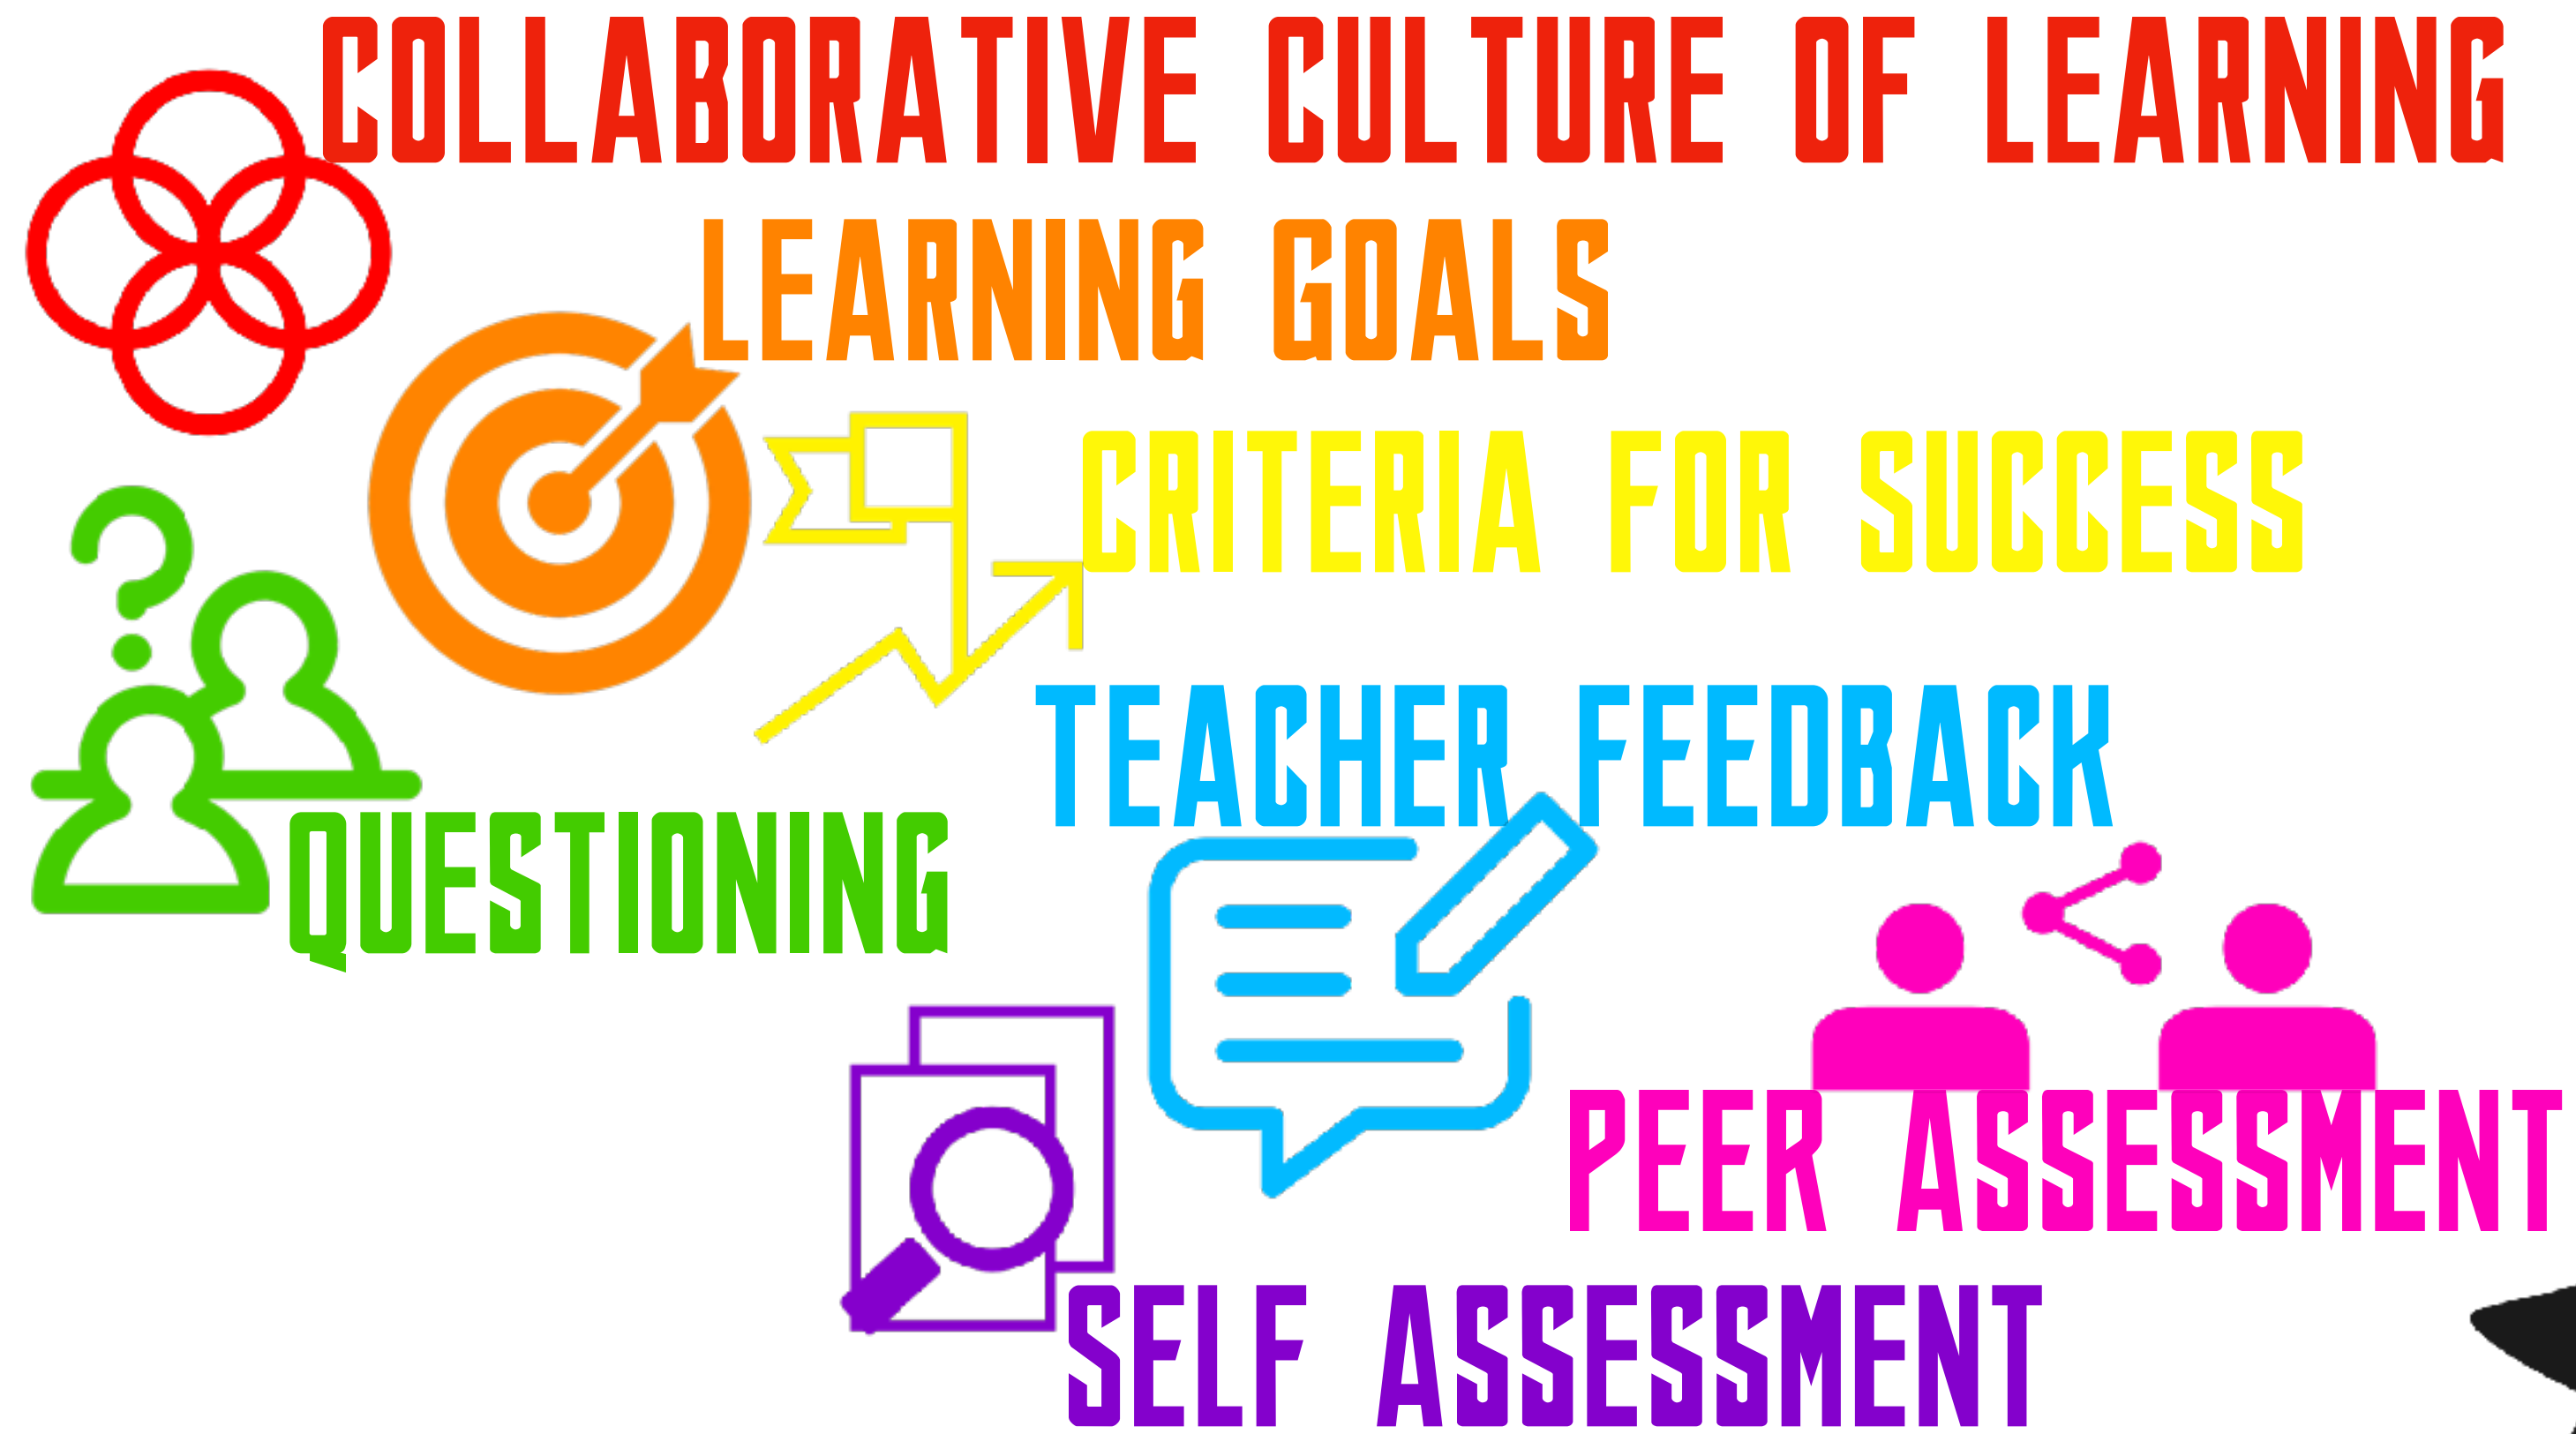 COLLABORATIVE CULTURE OF LEARNING
LEARNING GOALS
CRITERIA FOR SUCCESS
TEACHER FEEDBACK
QUESTIONING
PEER ASSESSMENT
SELF ASSESSMENT